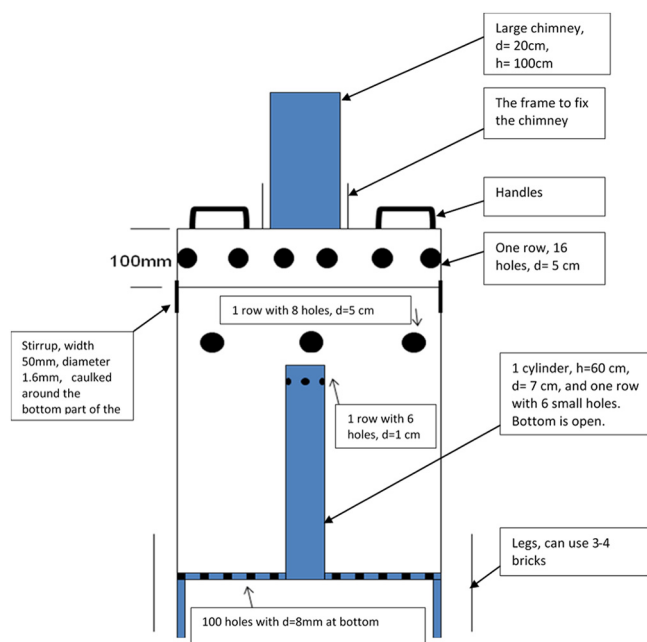 Large chimney,
d= 20cm,
h= 100cm
The frame to fix
the chimney
Handles
100mm
One row, 16
holes, d= 5 cm
1 row with 8 holes, d=5 cm
Stirrup, width
50mm, diameter
1.6mm, caulked
around the
bottom part of the
1 cylinder, h=60 cm,
d= 7 cm, and one row
with 6 small holes.
Bottom is open.
1 row with 6
holes, d=1 cm
Legs, can use 3-4
bricks
100 holes with d=8mm at bottom